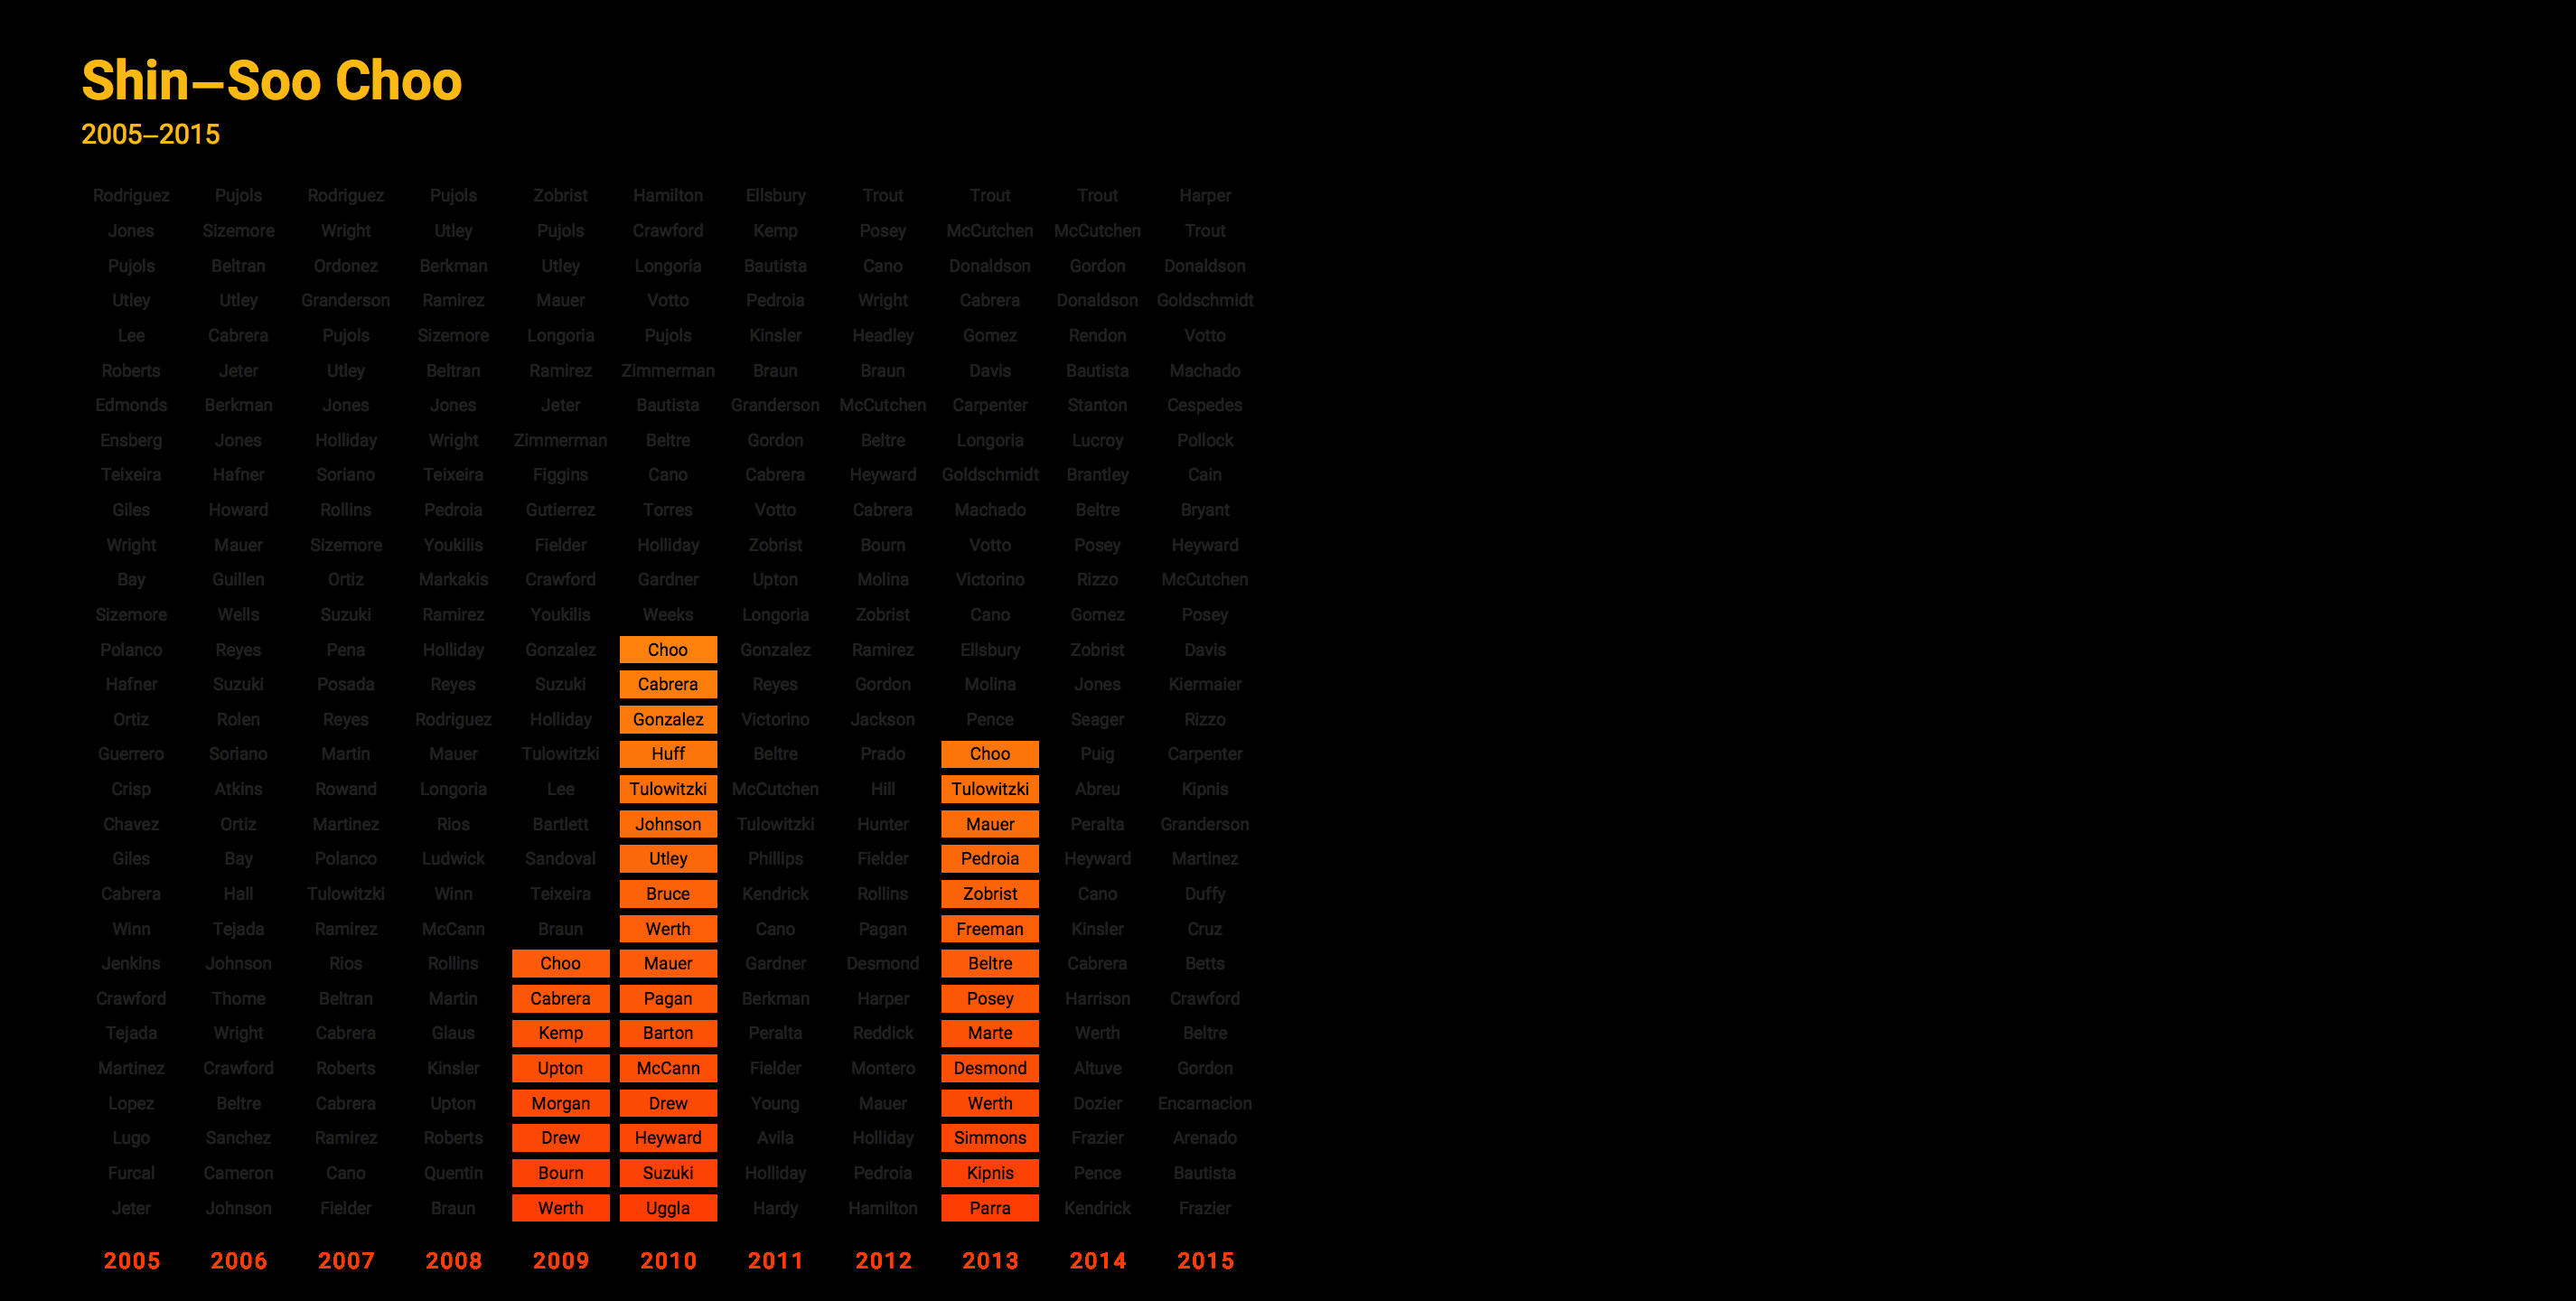 Shin–Soo Choo
2005–2015
Rodriguez Pujols Rodriguez Pujols Zobrist Hamilton Ellsbury Trout Trout Trout Harper
Jones Sizemore Wright Utley Pujols Crawford Kemp Posey McCutchen McCutchen Trout
Pujols Beltran Ordonez Berkman Utley Longoria Bautista Cano Donaldson Gordon Donaldson
Utley Utley Granderson Ramirez Mauer Votto Pedroia Wright Cabrera Donaldson Goldschmidt
Lee Cabrera Pujols Sizemore Longoria Pujols Kinsler Headley Gomez Rendon Votto
Roberts Jeter Utley Beltran Ramirez Zimmerman Braun Braun Davis Bautista Machado
Edmonds Berkman Jones Jones Jeter Bautista Granderson McCutchen Carpenter Stanton Cespedes
Ensberg Jones Holliday Wright Zimmerman Beltre Gordon Beltre Longoria Lucroy Pollock
Teixeira Hafner Soriano Teixeira Figgins Cano Cabrera Heyward Goldschmidt Brantley Cain
Giles Howard Rollins Pedroia Gutierrez Torres Votto Cabrera Machado Beltre Bryant
Wright Mauer Sizemore Youkilis Fielder Holliday Zobrist Bourn Votto Posey Heyward
Bay Guillen Ortiz Markakis Crawford Gardner Upton Molina Victorino Rizzo McCutchen
Sizemore Wells Suzuki Ramirez Youkilis Weeks Longoria Zobrist Cano Gomez Posey
Polanco Reyes Pena Holliday Gonzalez Choo Gonzalez Ramirez Ellsbury Zobrist Davis
Hafner Suzuki Posada Reyes Suzuki Cabrera Reyes Gordon Molina Jones Kiermaier
Ortiz Rolen Reyes Rodriguez Holliday Gonzalez Victorino Jackson Pence Seager Rizzo
Guerrero Soriano Martin Mauer Tulowitzki Huff Beltre Prado Choo Puig Carpenter
Crisp Atkins Rowand Longoria Lee Tulowitzki McCutchen Hill Tulowitzki Abreu Kipnis
Chavez Ortiz Martinez Rios Bartlett Johnson Tulowitzki Hunter Mauer Peralta Granderson
Giles Bay Polanco Ludwick Sandoval Utley Phillips Fielder Pedroia Heyward Martinez
Cabrera Hall Tulowitzki Winn Teixeira Bruce Kendrick Rollins Zobrist Cano Duffy
Winn Tejada Ramirez McCann Braun Werth Cano Pagan Freeman Kinsler Cruz
Jenkins Johnson Rios Rollins Choo Mauer Gardner Desmond Beltre Cabrera Betts
Crawford Thome Beltran Martin Cabrera Pagan Berkman Harper Posey Harrison Crawford
Tejada Wright Cabrera Glaus Kemp Barton Peralta Reddick Marte Werth Beltre
Martinez Crawford Roberts Kinsler Upton McCann Fielder Montero Desmond Altuve Gordon
Lopez Beltre Cabrera Upton Morgan Drew Young Mauer Werth Dozier Encarnacion
Lugo Sanchez Ramirez Roberts Drew Heyward Avila Holliday Simmons Frazier Arenado
Furcal Cameron Cano Quentin Bourn Suzuki Holliday Pedroia Kipnis Pence Bautista
Jeter Johnson Fielder Braun Werth Uggla Hardy Hamilton Parra Kendrick Frazier
2005 2006 2007 2008 2009 2010 2011 2012 2013 2014 2015